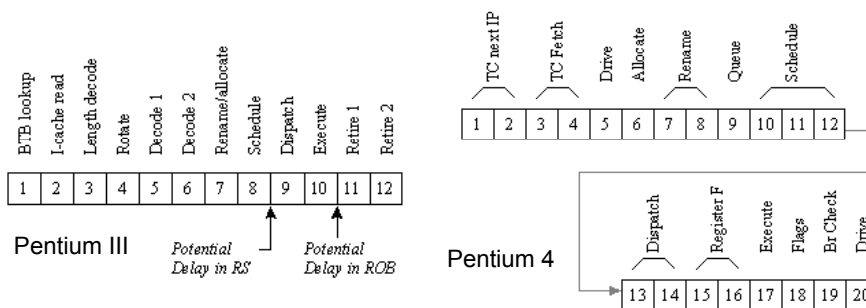 BTB lookup
I-cache read
Length decode
Rotate
Decode 1
Decode 2
Rename/allocate
Schedule
Dispatch
Execute
Retire 1
Retire 2
1 2 3 4 5 6 7 8 9 10 11 12
Pentium III
Potential
Delay in RS
Potential
Delay in ROB
TC next IP
TC Fetch
Drive
Allocate
Rename
Queue
Schedule
1 2 3 4 5 6 7 8 9 10 11 12
Dispatch
Register F
Execute
Flags
Br Check
Drive
Pentium 4
13 14 15 16 17 18 19 20